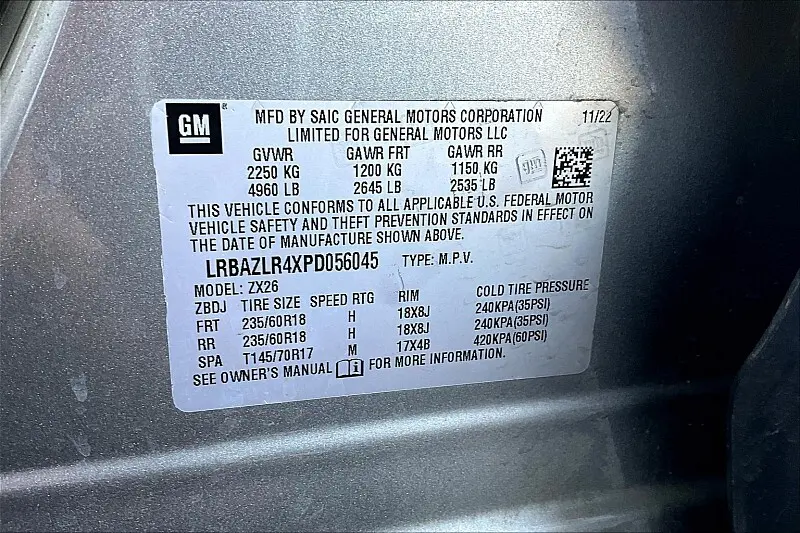 GM ®
MFD BY SAIC GENERAL MOTORS CORPORATION 11/22
LIMITED FOR GENERAL MOTORS LLC
GVWR GAWR FRT GAWR RR
2250 KG 1200 KG 1150 KG gm
4960 LB 2645 LB 2535 LB
THIS VEHICLE CONFORMS TO ALL APPLICABLE U.S. FEDERAL MOTOR
VEHICLE SAFETY AND THEFT PREVENTION STANDARDS IN EFFECT ON
THE DATE OF MANUFACTURE SHOWN ABOVE.
LRBAZLR4XPD056045 TYPE: M.P.V.
MODEL: ZX26
ZBDJ TIRE SIZE SPEED RTG RIM COLD TIRE PRESSURE
FRT 235/60R18 H 18X8J 240KPA(35PSI)
RR 235/60R18 H 18X8J 240KPA(35PSI)
SPA T145/70R17 M 17X4B 420KPA(60PSI)
SEE OWNER'S MANUAL i FOR MORE INFORMATION.